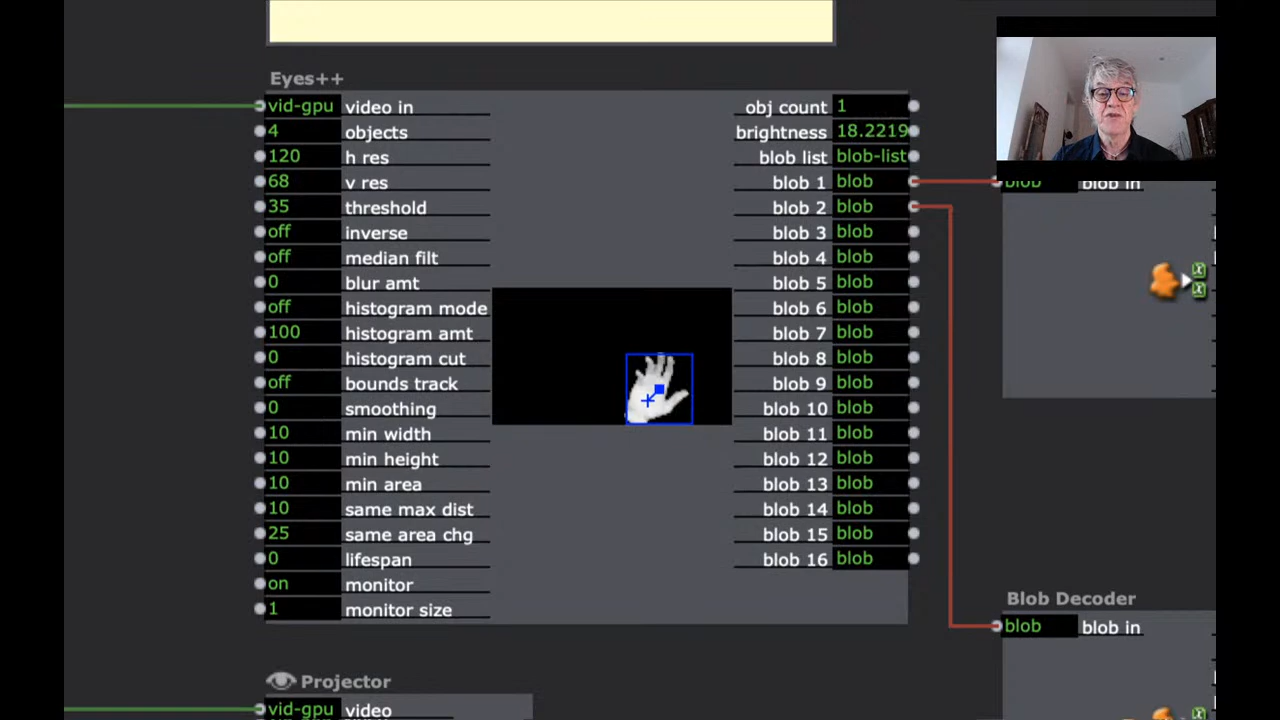 Eyes++
vid-gpu video in obj count 1
4 objects brightness 18.2219
120 h res blob list blob-list
68 v res blob 1 blob blob blob in
35 threshold blob 2 blob
off inverse blob 3 blob
off median filt blob 4 blob
0 blur amt blob 5 blob
off histogram mode blob 6 blob
100 histogram amt blob 7 blob
0 histogram cut blob 8 blob
off bounds track blob 9 blob
0 smoothing blob 10 blob
10 min width blob 11 blob
10 min height blob 12 blob
10 min area blob 13 blob
10 same max dist blob 14 blob
25 same area chg blob 15 blob
0 lifespan blob 16 blob
on monitor
1 monitor size
Blob Decoder
blob blob in
Projector
vid-gpu video